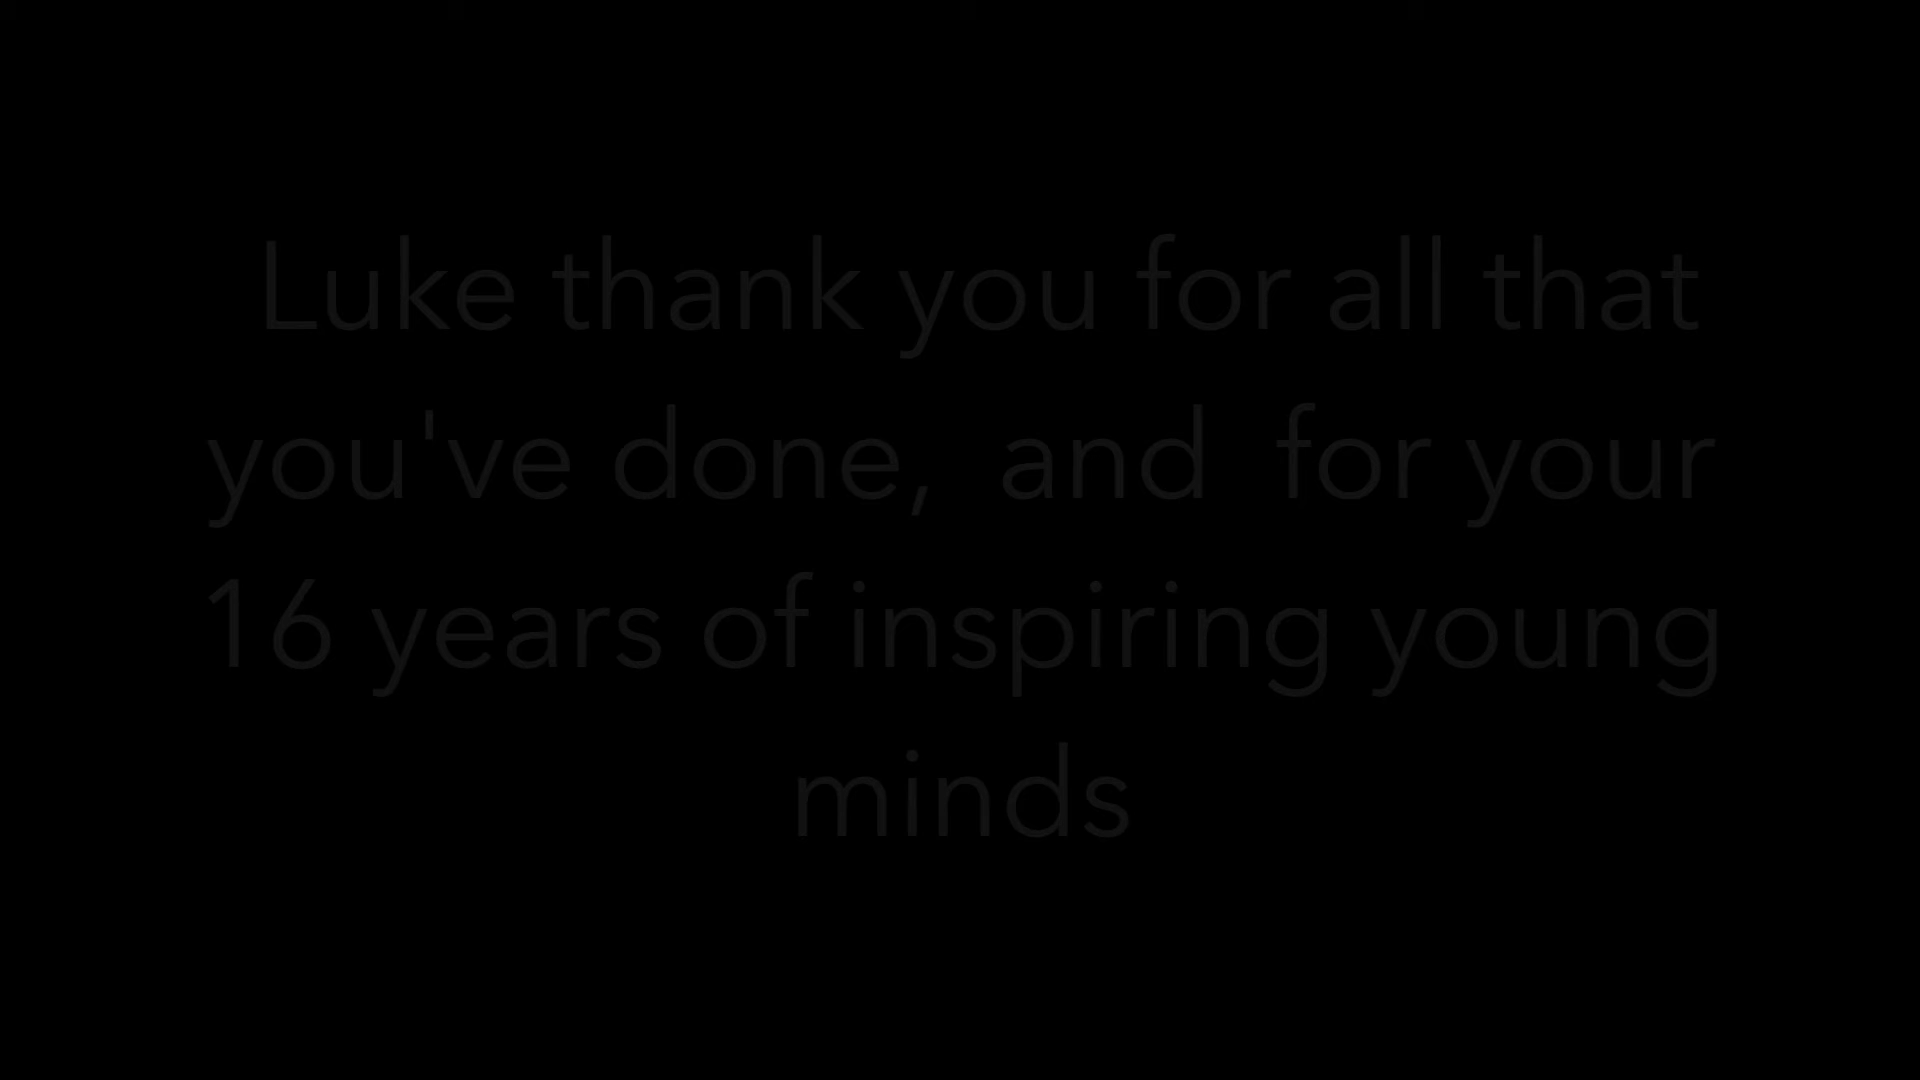 Luke thank you for all that
you've done,  and  for your
16 years of inspiring young
minds